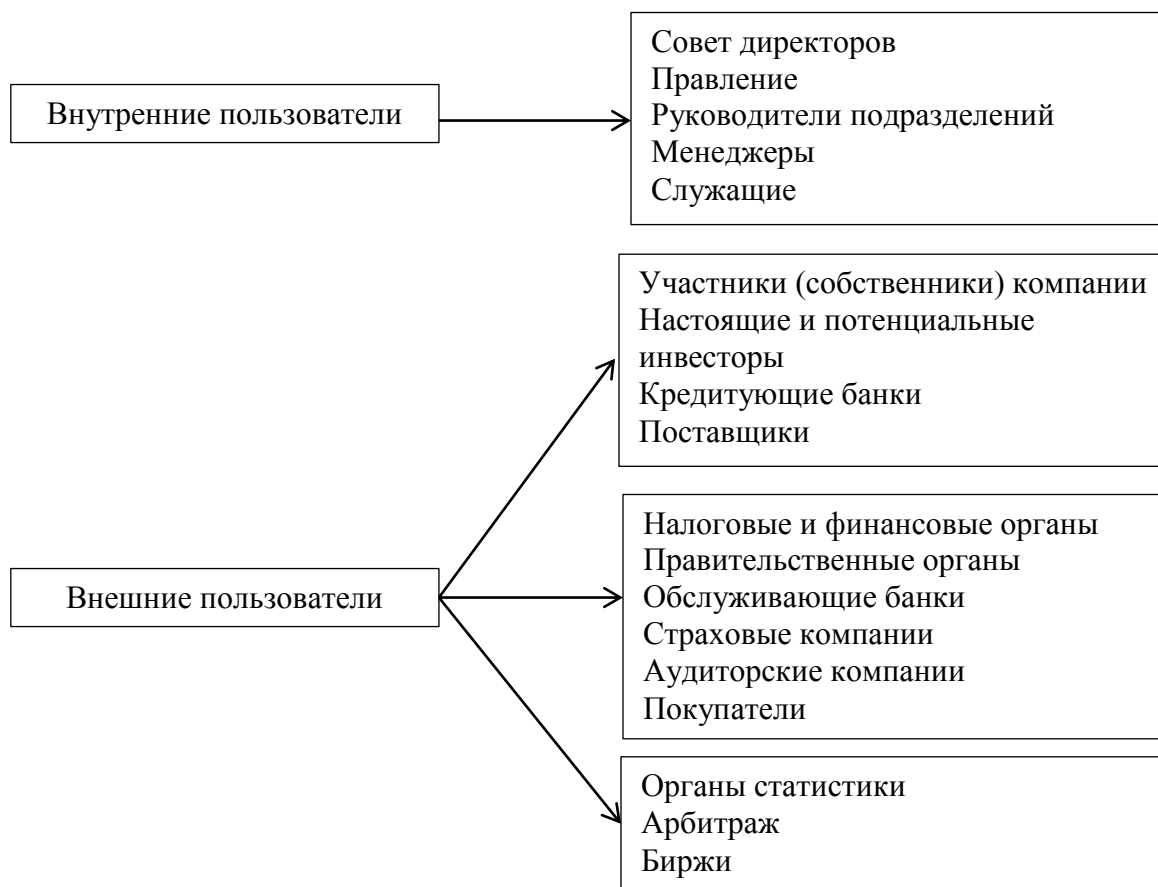 Внутренние пользователи
Совет директоров
Правление
Руководители подразделений
Менеджеры
Служащие
Внешние пользователи
Участники (собственники) компании
Настоящие и потенциальные
инвесторы
Кредитующие банки
Поставщики
Налоговые и финансовые органы
Правительственные органы
Обслуживающие банки
Страховые компании
Аудиторские компании
Покупатели
Органы статистики
Арбитраж
Биржи